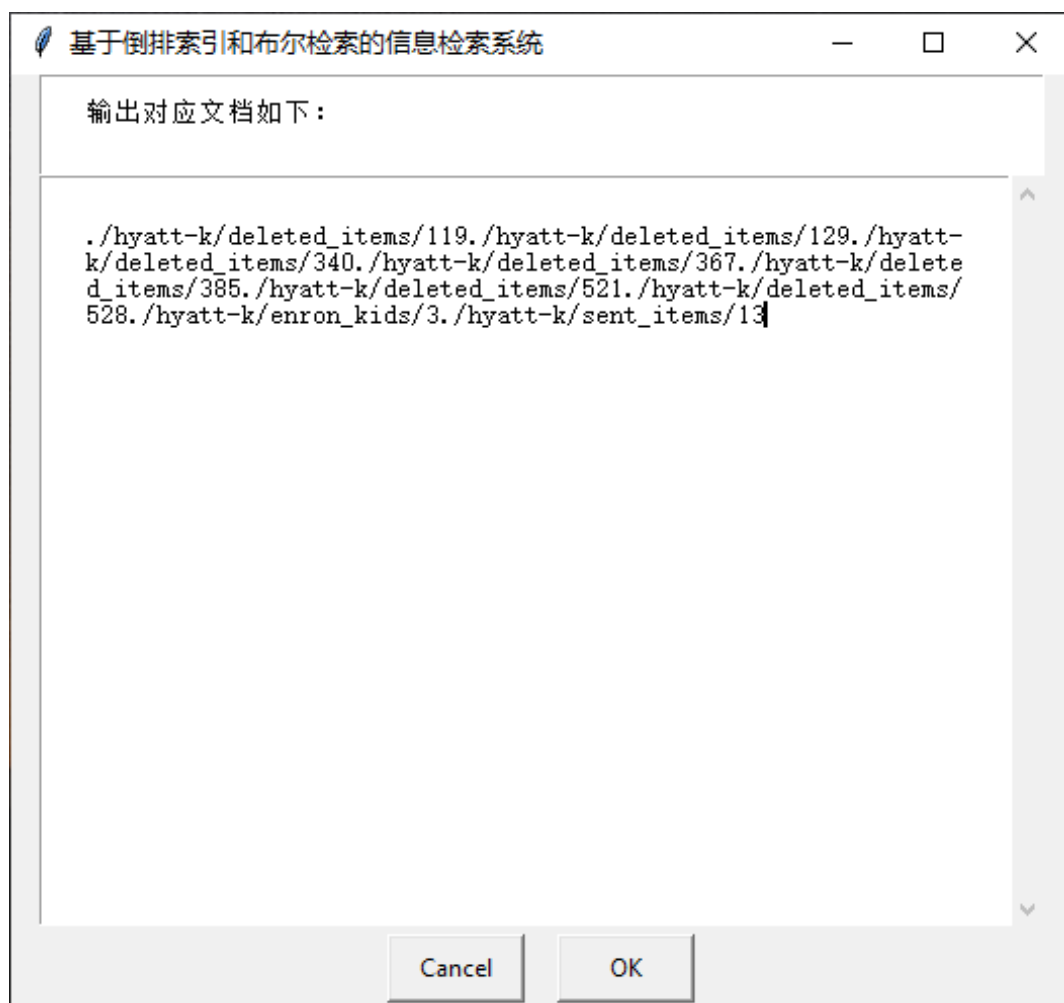 基于倒排索引和布尔检索的信息检索系统
输出对应文档如下：
./hyatt-k/deleted_items/119./hyatt-k/deleted_items/129./hyatt-
k/deleted_items/340./hyatt-k/deleted_items/367./hyatt-k/delete
d_items/385./hyatt-k/deleted_items/521./hyatt-k/deleted_items/
528./hyatt-k/enron_kids/3./hyatt-k/sent_items/13
Cancel
OK